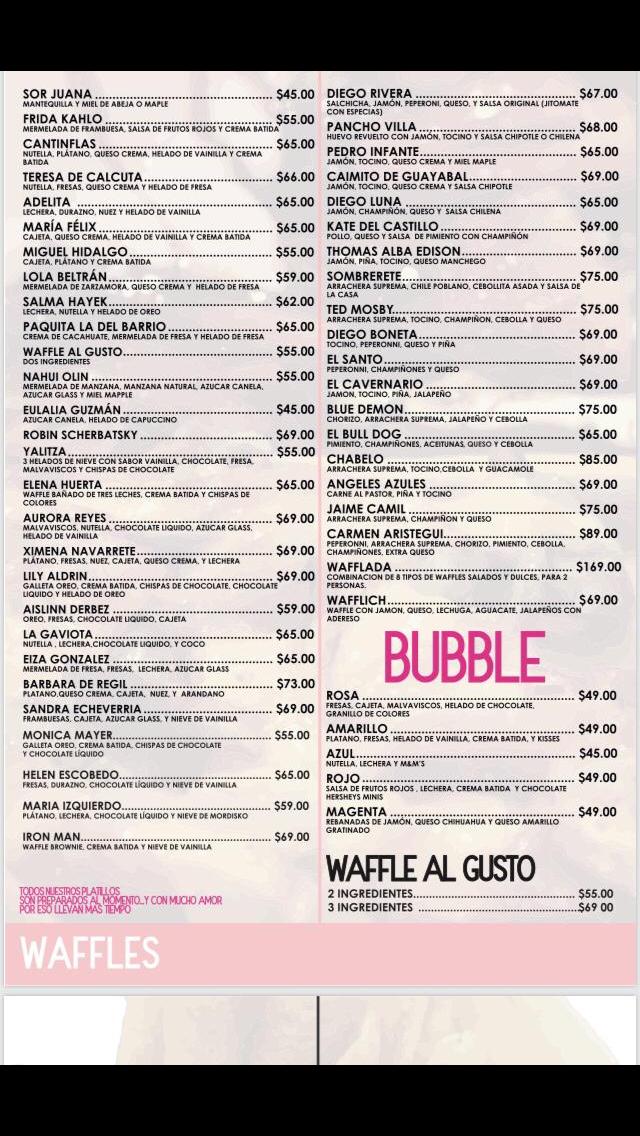 SOR JUANA ........ $45.00
MANTEQUILLA Y MIEL DE ABEJA O MAPLE
FRIDA KAHLO ........ $55.00
MERMELADA DE FRAMBUESA, SALSA DE FRUTOS ROJOS Y CREMA BATIDA
CANTINFLAS ........ $65.00
NUTELLA, PLÁTANO, QUESO CREMA, HELADO DE VAINILLA Y CREMA
BATIDA
TERESA DE CALCUTA........ $66.00
NUTELLA, FRESAS, QUESO CREMA Y HELADO DE FRESA
ADELITA ........ $65.00
LECHERA, DURAZNO, NUEZ Y HELADO DE VAINILLA
MARÍA FÉLIX........ $65.00
CAJETA, QUESO CREMA, HELADO DE VAINILLA Y CREMA BATIDA
MIGUEL HIDALGO........ $55.00
CAJETA, PLÁTANO Y CREMA BATIDA
LOLA BELTRÁN........ $59.00
MERMELADA DE ZARZAMORA, QUESO CREMA Y HELADO DE FRESA
SALMA HAYEK........ $62.00
LECHERA, NUTELLA Y HELADO DE OREO
PAQUITA LA DEL BARRIO........ $65.00
CREMA DE CACAHUATE, MERMELADA DE FRESA Y HELADO DE FRESA
WAFFLE AL GUSTO........ $55.00
DOS INGREDIENTES
NAHUI OLIN ........ $55.00
MERMELADA DE MANZANA, MANZANA NATURAL, AZUCAR CANELA,
AZUCAR GLASS Y MIEL MAPPLE
EULALIA GUZMÁN ........ $45.00
AZUCAR CANELA, HELADO DE CAPUCCINO
ROBIN SCHERBATSKY ........ $69.00
YALITZA........ $55.00
3 HELADOS DE NIEVE CON SABOR VAINILLA, CHOCOLATE, FRESA,
MALVAVISCOS Y CHISPAS DE CHOCOLATE
ELENA HUERTA ........ $65.00
WAFFLE BAÑADO DE TRES LECHES, CREMA BATIDA Y CHISPAS DE
COLORES
AURORA REYES ........ $69.00
MALVAVISCOS, NUTELLA, CHOCOLATE LIQUIDO, AZUCAR GLASS,
HELADO DE VAINILLA
XIMENA NAVARRETE........ $69.00
PLÁTANO, FRESAS, NUEZ, CAJETA, QUESO CREMA, Y LECHERA
LILY ALDRIN........ $69.00
GALLETA OREO, CREMA BATIDA, CHISPAS DE CHOCOLATE, CHOCOLATE
LIQUIDO Y HELADO DE OREO
AISLINN DERBEZ ........ $59.00
OREO, FRESAS, CHOCOLATE LIQUIDO, CAJETA
LA GAVIOTA ........ $65.00
NUTELLA , LECHERA,CHOCOLATE LIQUIDO, Y COCO
EIZA GONZALEZ ........ $65.00
MERMELADA DE FRESA, FRESAS, LECHERA, AZUCAR GLASS
BARBARA DE REGIL ........ $73.00
PLATANO,QUESO CREMA, CAJETA, NUEZ, Y ARANDANO
SANDRA ECHEVERRIA ........ $69.00
FRAMBUESAS, CAJETA, AZUCAR GLASS, Y NIEVE DE VAINILLA
MONICA MAYER........ $55.00
GALLETA OREO, CREMA BATIDA, CHISPAS DE CHOCOLATE
Y CHOCOLATE LÍQUIDO
HELEN ESCOBEDO........ $65.00
FRESAS, DURAZNO, CHOCOLATE LÍQUIDO Y NIEVE DE VAINILLA
MARIA IZQUIERDO........ $59.00
PLÁTANO, LECHERA, CHOCOLATE LÍQUIDO Y NIEVE DE MORDISKO
IRON MAN........ $69.00
WAFFLE BROWNIE, CREMA BATIDA Y NIEVE DE VAINILLA
TODOS NUESTROS PLATILLOS
SON PREPARADOS AL MOMENTO...Y CON MUCHO AMOR
POR ESO LLEVAN MAS TIEMPO
DIEGO RIVERA ........ $67.00
SALCHICHA, JAMÓN, PEPERONI, QUESO, Y SALSA ORIGINAL (JITOMATE
CON ESPECIAS)
PANCHO VILLA ........ $68.00
HUEVO REVUELTO CON JAMÓN, TOCINO Y SALSA CHIPOTLE O CHILENA
PEDRO INFANTE........ $65.00
JAMÓN, TOCINO, QUESO CREMA Y MIEL MAPLE
CAIMITO DE GUAYABAL........ $69.00
JAMÓN, TOCINO, QUESO CREMA Y SALSA CHIPOTLE
DIEGO LUNA ........ $65.00
JAMÓN, CHAMPIÑÓN, QUESO Y SALSA CHILENA
KATE DEL CASTILLO ........ $69.00
POLLO, QUESO Y SALSA DE PIMIENTO CON CHAMPIÑÓN
THOMAS ALBA EDISON........ $69.00
JAMÓN, PIÑA, TOCINO, QUESO MANCHEGO
SOMBRERETE........ $75.00
ARRACHERA SUPREMA, CHILE POBLANO, CEBOLLITA ASADA Y SALSA DE
LA CASA
TED MOSBY........ $75.00
ARRACHERA SUPREMA, TOCINO, CHAMPIÑON, CEBOLLA Y QUESO
DIEGO BONETA ........ $69.00
TOCINO, PEPERONNI, QUESO Y PIÑA
EL SANTO ........ $69.00
PEPERONNI, CHAMPIÑONES Y QUESO
EL CAVERNARIO ........ $69.00
JAMON, TOCINO, PIÑA, JALAPEÑO
BLUE DEMON........ $75.00
CHORIZO, ARRACHERA SUPREMA, JALAPEÑO Y CEBOLLA
EL BULL DOG ........ $65.00
PIMIENTO, CHAMPIÑONES, ACEITUNAS, QUESO Y CEBOLLA
CHABELO ........ $85.00
ARRACHERA SUPREMA, TOCINO,CEBOLLA Y GUACAMOLE
ANGELES AZULES ........ $69.00
CARNE AL PASTOR, PIÑA Y TOCINO
JAIME CAMIL ........ $75.00
ARRACHERA SUPREMA, CHAMPIÑON Y QUESO
CARMEN ARISTEGUI........ $89.00
PEPERONNI, ARRACHERA SUPREMA, CHORIZO, PIMIENTO, CEBOLLA,
CHAMPIÑONES, EXTRA QUESO
WAFFLADA ........ $169.00
COMBINACION DE 8 TIPOS DE WAFFLES SALADOS Y DULCES, PARA 2
PERSONAS.
WAFFLICH........ $69.00
WAFFLE CON JAMON, QUESO, LECHUGA, AGUACATE, JALAPEÑOS CON
ADERESO
BUBBLE
ROSA ........ $49.00
FRESAS, CAJETA, MALVAVISCOS, HELADO DE CHOCOLATE,
GRANILLO DE COLORES
AMARILLO ........ $49.00
PLATANO, FRESAS, HELADO DE VAINILLA, CREMA BATIDA, Y KISSES
AZUL........ $45.00
NUTELLA, LECHERA Y M&M'S
ROJO ........ $49.00
SALSA DE FRUTOS ROJOS , LECHERA, CREMA BATIDA Y CHOCOLATE
HERSHEYS MINIS
MAGENTA ........ $49.00
REBANADAS DE JAMÓN, QUESO CHIHUAHUA Y QUESO AMARILLO
GRATINADO
WAFFLE AL GUSTO
2 INGREDIENTES........ $55.00
3 INGREDIENTES ........ $69 00
WAFFLES